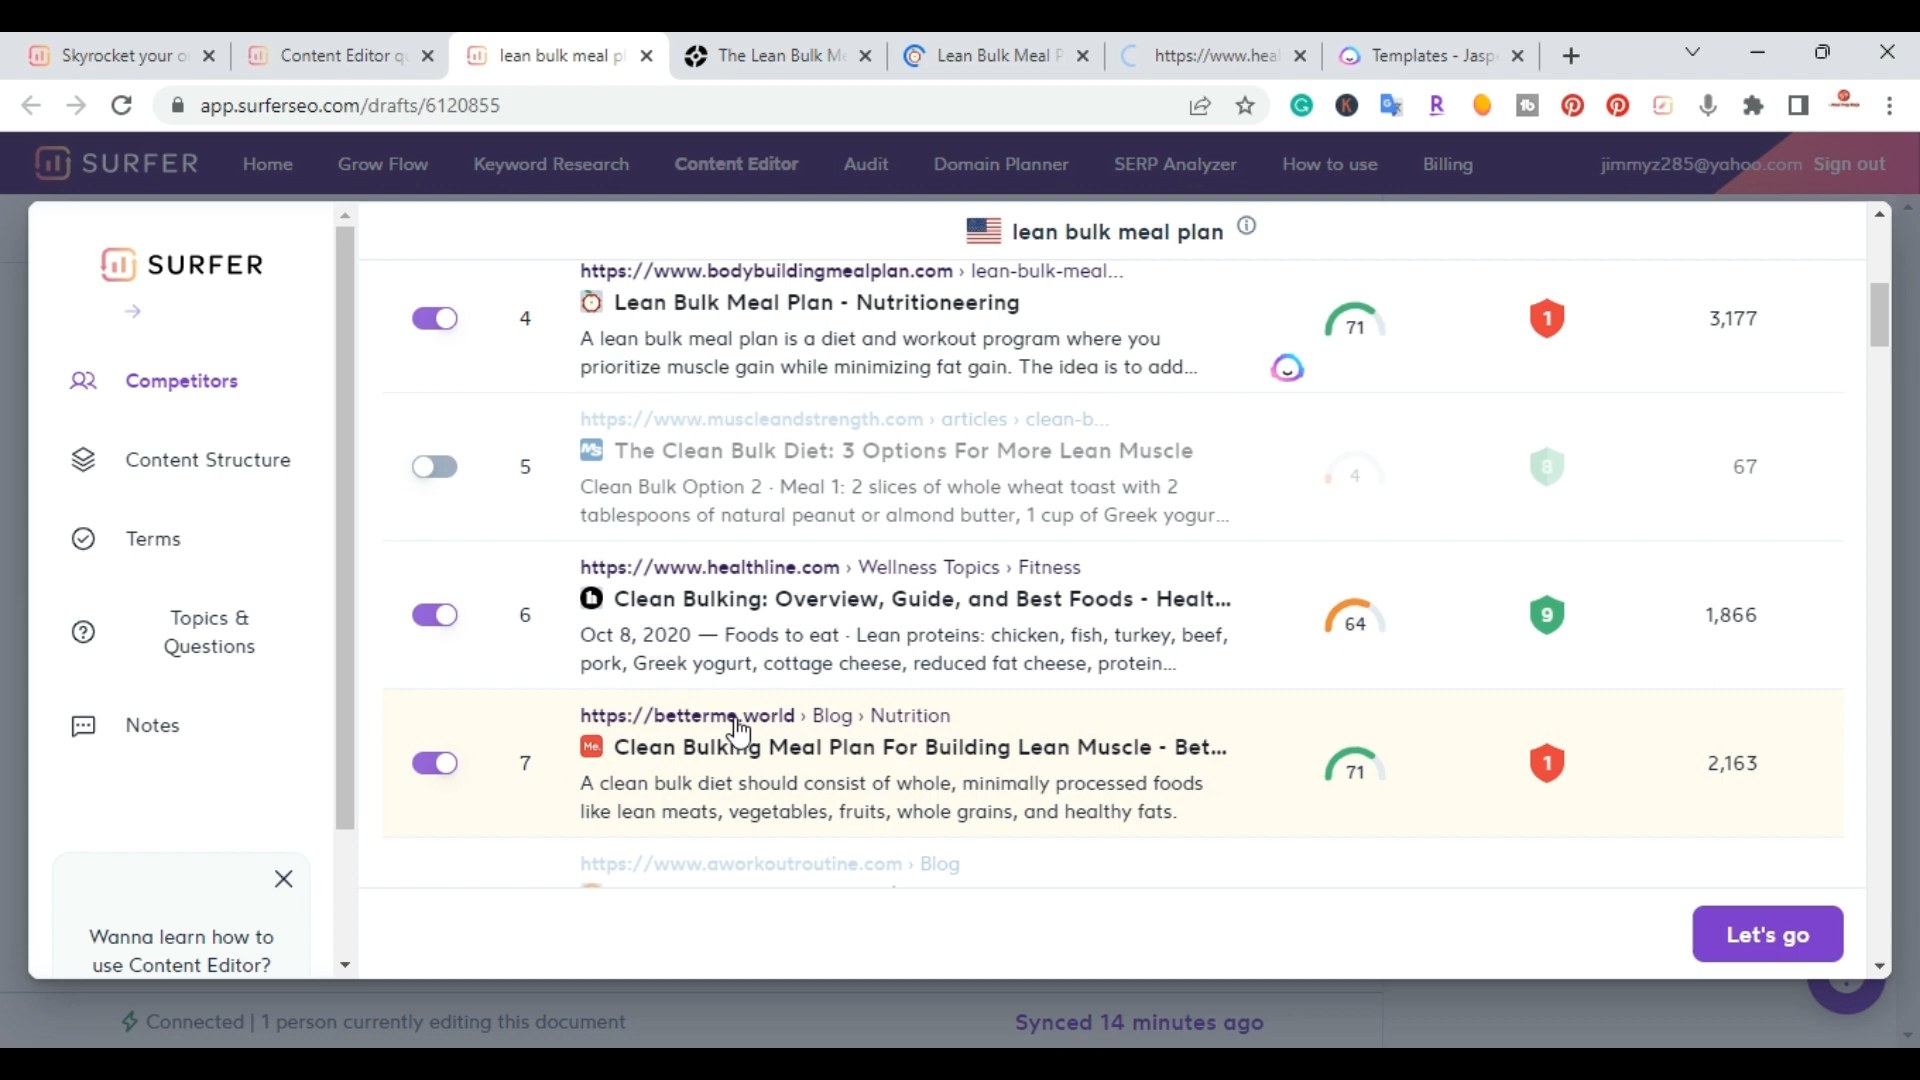 Skyrocket your o
Content Editor q
lean bulk meal pl
The Lean Bulk Me
Lean Bulk Meal P
https://www.heal
Templates - Jaspe
app.surferseo.com/drafts/6120855
SURFER
Home
Grow Flow
Keyword Research
Content Editor
Audit
Domain Planner
SERP Analyzer
How to use
Billing
jimmyz285@yahoo.com
Sign out
SURFER
Competitors
Content Structure
Terms
Topics &
Questions
Notes
Wanna learn how to
use Content Editor?
lean bulk meal plan
https://www.bodybuildingmealplan.com › lean-bulk-meal...
4
Lean Bulk Meal Plan - Nutritioneering
A lean bulk meal plan is a diet and workout program where you
prioritize muscle gain while minimizing fat gain. The idea is to add...
71
1
3,177
https://www.muscleandstrength.com › articles › clean-b...
5
The Clean Bulk Diet: 3 Options For More Lean Muscle
Clean Bulk Option 2 · Meal 1: 2 slices of whole wheat toast with 2
tablespoons of natural peanut or almond butter, 1 cup of Greek yogur...
4
8
67
https://www.healthline.com › Wellness Topics › Fitness
6
Clean Bulking: Overview, Guide, and Best Foods - Healt...
Oct 8, 2020 — Foods to eat · Lean proteins: chicken, fish, turkey, beef,
pork, Greek yogurt, cottage cheese, reduced fat cheese, protein...
64
9
1,866
https://betterme.world › Blog › Nutrition
7
Me.
Clean Bulking Meal Plan For Building Lean Muscle - Bet...
A clean bulk diet should consist of whole, minimally processed foods
like lean meats, vegetables, fruits, whole grains, and healthy fats.
71
1
2,163
https://www.aworkoutroutine.com › Blog
Let's go
Connected | 1 person currently editing this document
Synced 14 minutes ago